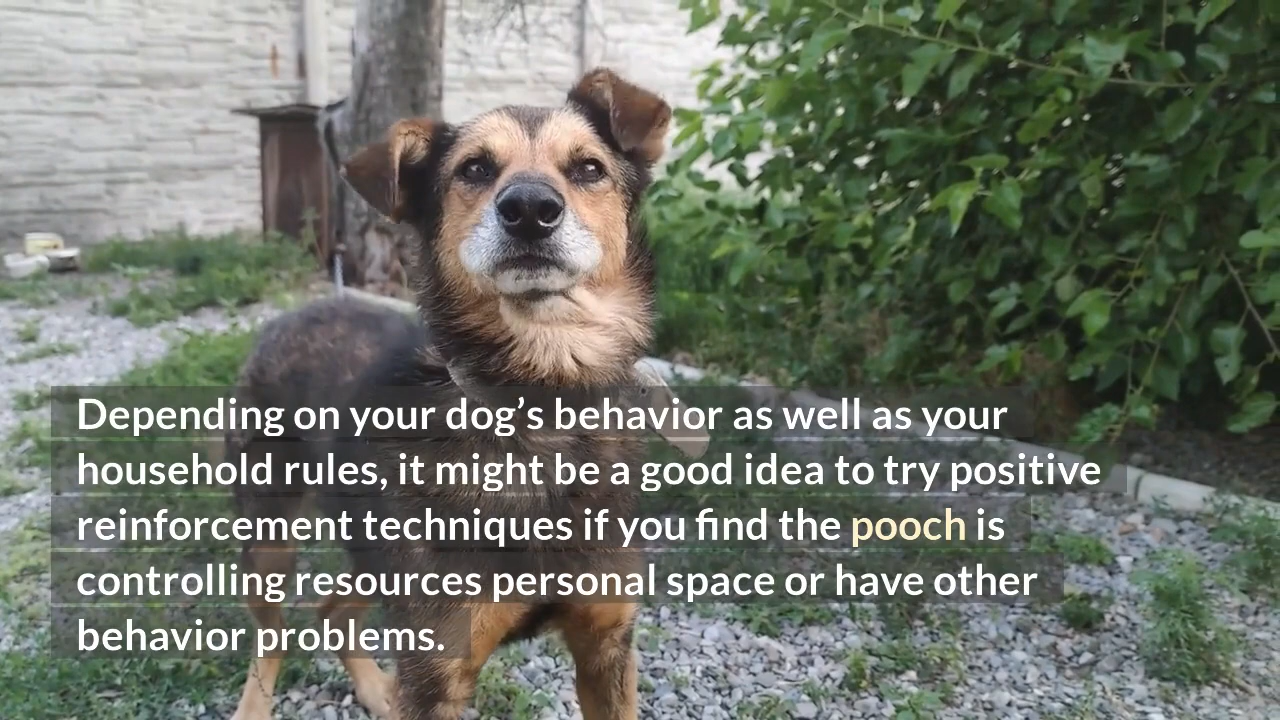 Depending on your dog’s behavior as well as your
household rules, it might be a good idea to try positive
reinforcement techniques if you find the pooch is
controlling resources personal space or have other
behavior problems.